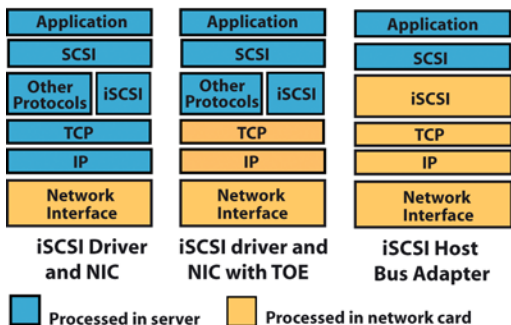 Application
SCSI
Other Protocols
iSCSI
TCP
IP
Network Interface
iSCSI Driver
and NIC
Application
SCSI
Other Protocols
iSCSI
TCP
IP
Network Interface
iSCSI driver and
NIC with TOE
Application
SCSI
iSCSI
TCP
IP
Network Interface
iSCSI Host
Bus Adapter
Processed in server
Processed in network card